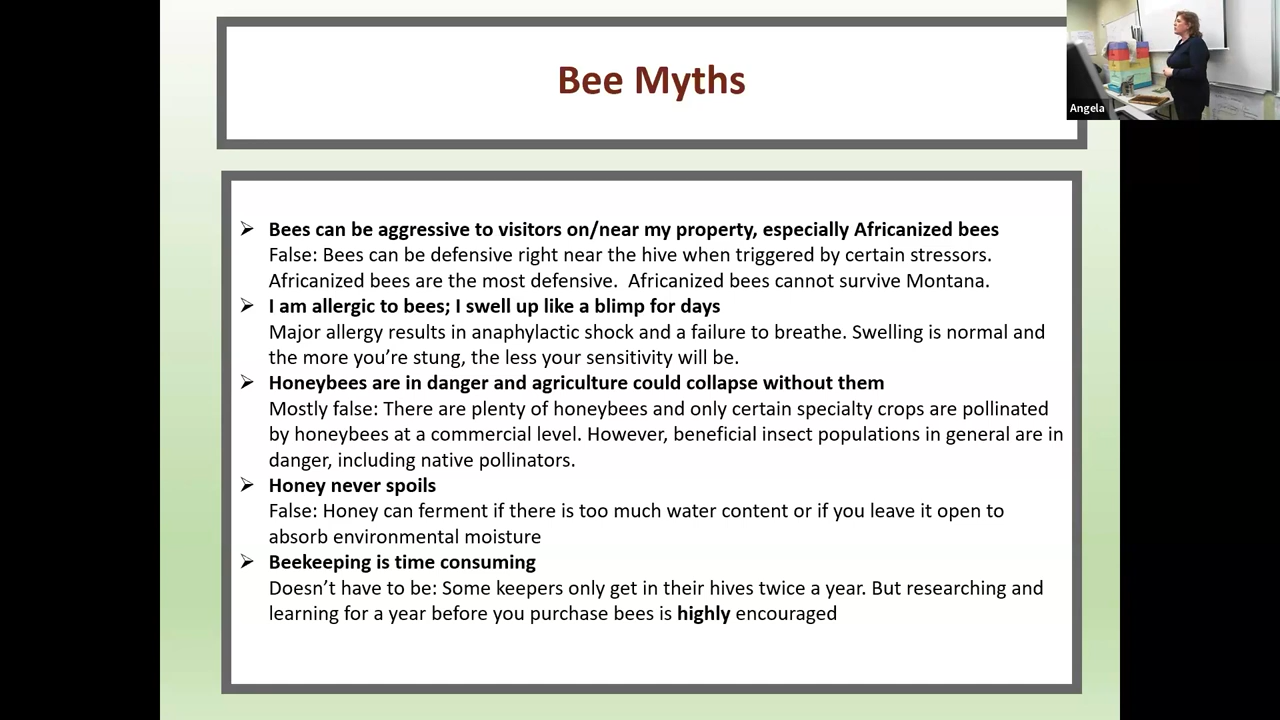 Bee Myths
Angela
➢ Bees can be aggressive to visitors on/near my property, especially Africanized bees
False: Bees can be defensive right near the hive when triggered by certain stressors.
Africanized bees are the most defensive.  Africanized bees cannot survive Montana.
➢ I am allergic to bees; I swell up like a blimp for days
Major allergy results in anaphylactic shock and a failure to breathe. Swelling is normal and
the more you’re stung, the less your sensitivity will be.
➢ Honeybees are in danger and agriculture could collapse without them
Mostly false: There are plenty of honeybees and only certain specialty crops are pollinated
by honeybees at a commercial level. However, beneficial insect populations in general are in
danger, including native pollinators.
➢ Honey never spoils
False: Honey can ferment if there is too much water content or if you leave it open to
absorb environmental moisture
➢ Beekeeping is time consuming
Doesn’t have to be: Some keepers only get in their hives twice a year. But researching and
learning for a year before you purchase bees is highly encouraged